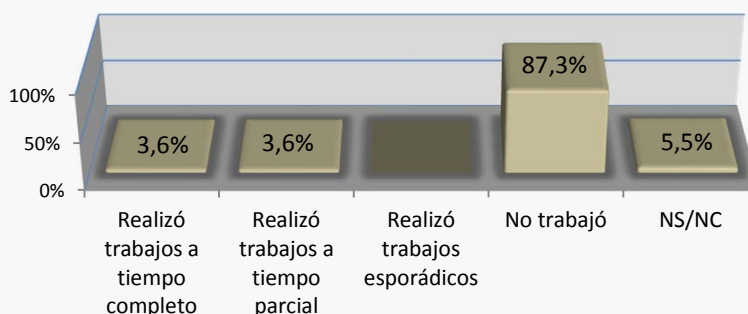 87,3%
100%
50%
0%
3,6%
3,6%
5,5%
Realizó
trabajos a
tiempo
completo
Realizó
trabajos a
tiempo
parcial
Realizó
trabajos
esporádicos
No trabajó
NS/NC